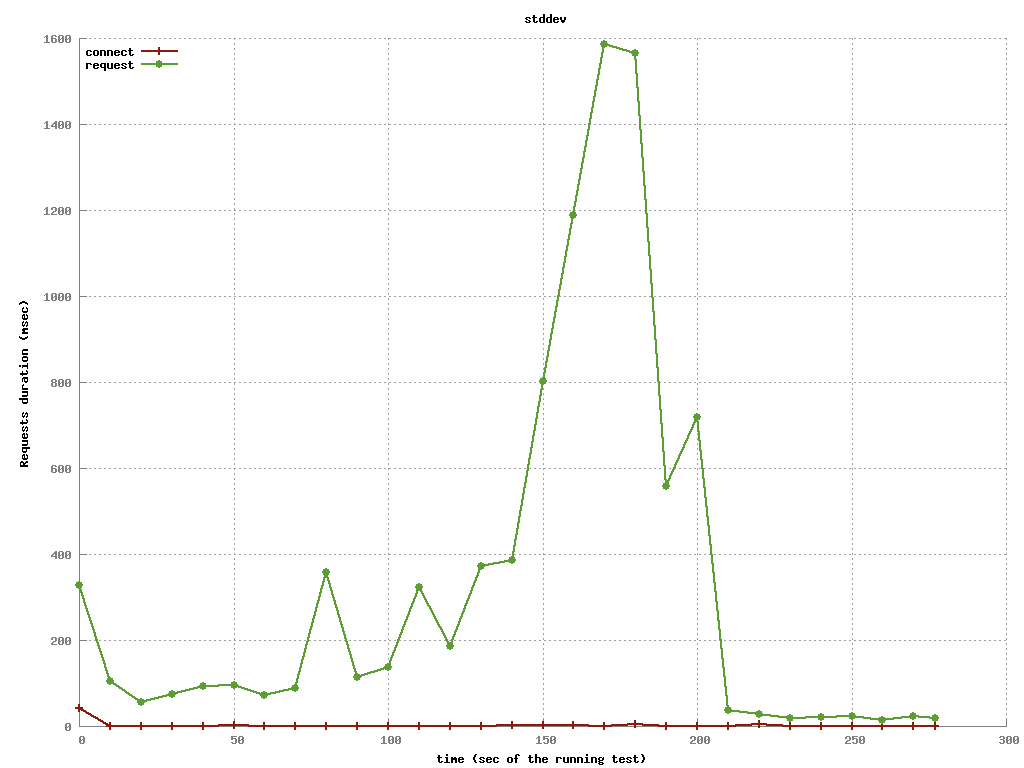 stddev
connect
request
1600
1400
1200
1000
800
600
400
200
0
Requests duration (msec)
0 50 100 150 200 250 300
time (sec of the running test)